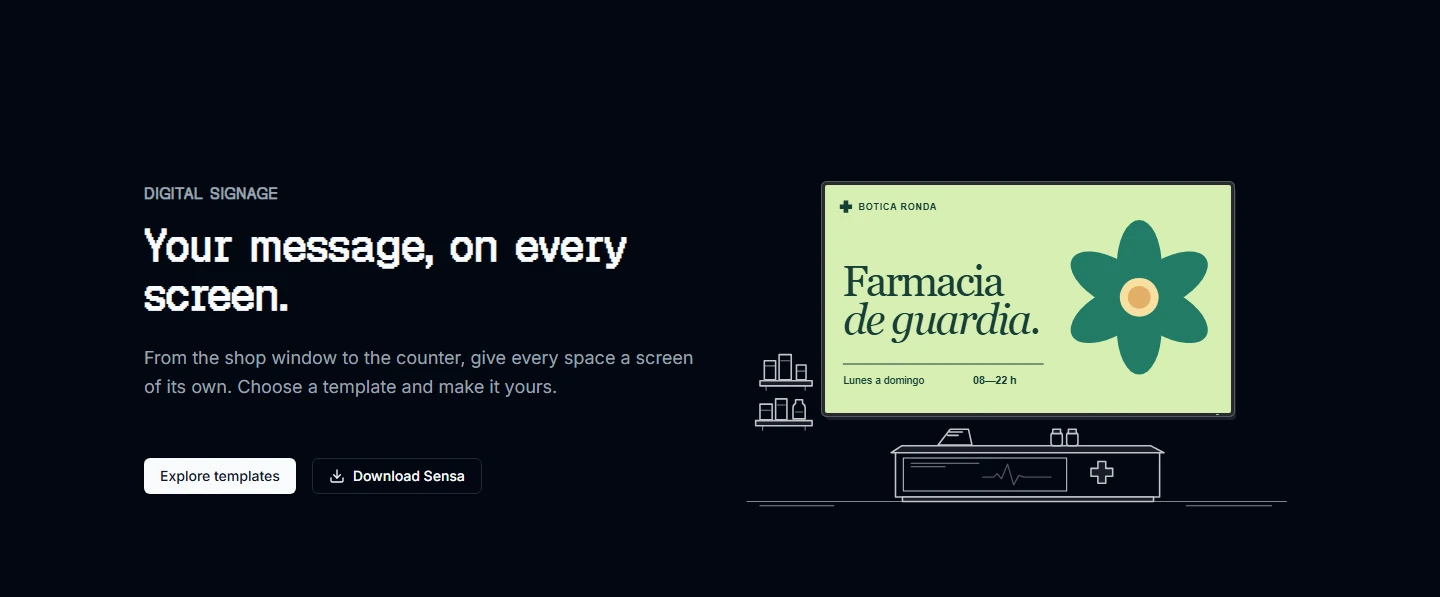 DIGITAL SIGNAGE
Your message, on every
screen.
From the shop window to the counter, give every space a screen
of its own. Choose a template and make it yours.
Explore templates
Download Sensa
BOTICA RONDA
Farmacia
de guardia.
Lunes a domingo
08—22 h